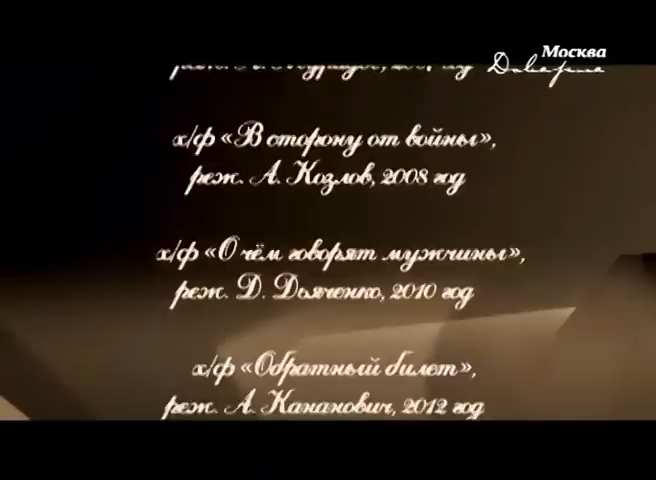 Москва
Доверие
х/ф «В сторону от войны»,
реж. А. Козлов, 2008 год
х/ф «О чём говорят мужчины»,
реж. Д. Дьяченко, 2010 год
х/ф «Обратный билет»,
реж. А. Кананович, 2012 год